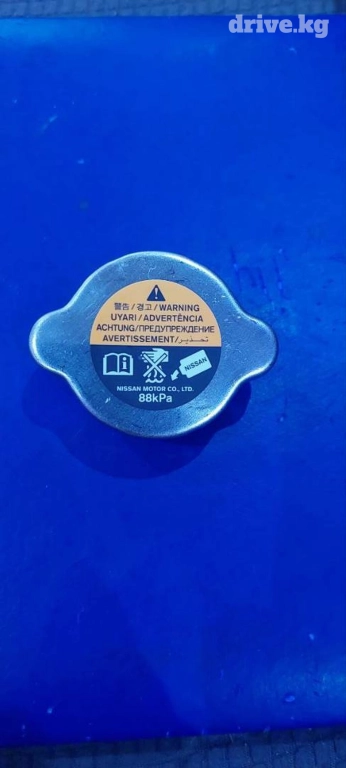 drive.kg
警告 / 경고 / WARNING
UYARI / ADVERTÊNCIA
ACHTUNG/ПРЕДУПРЕЖДЕНИЕ
AVERTISSEMENT/تحذير
NISSAN
NISSAN MOTOR CO., LTD.
88kPa